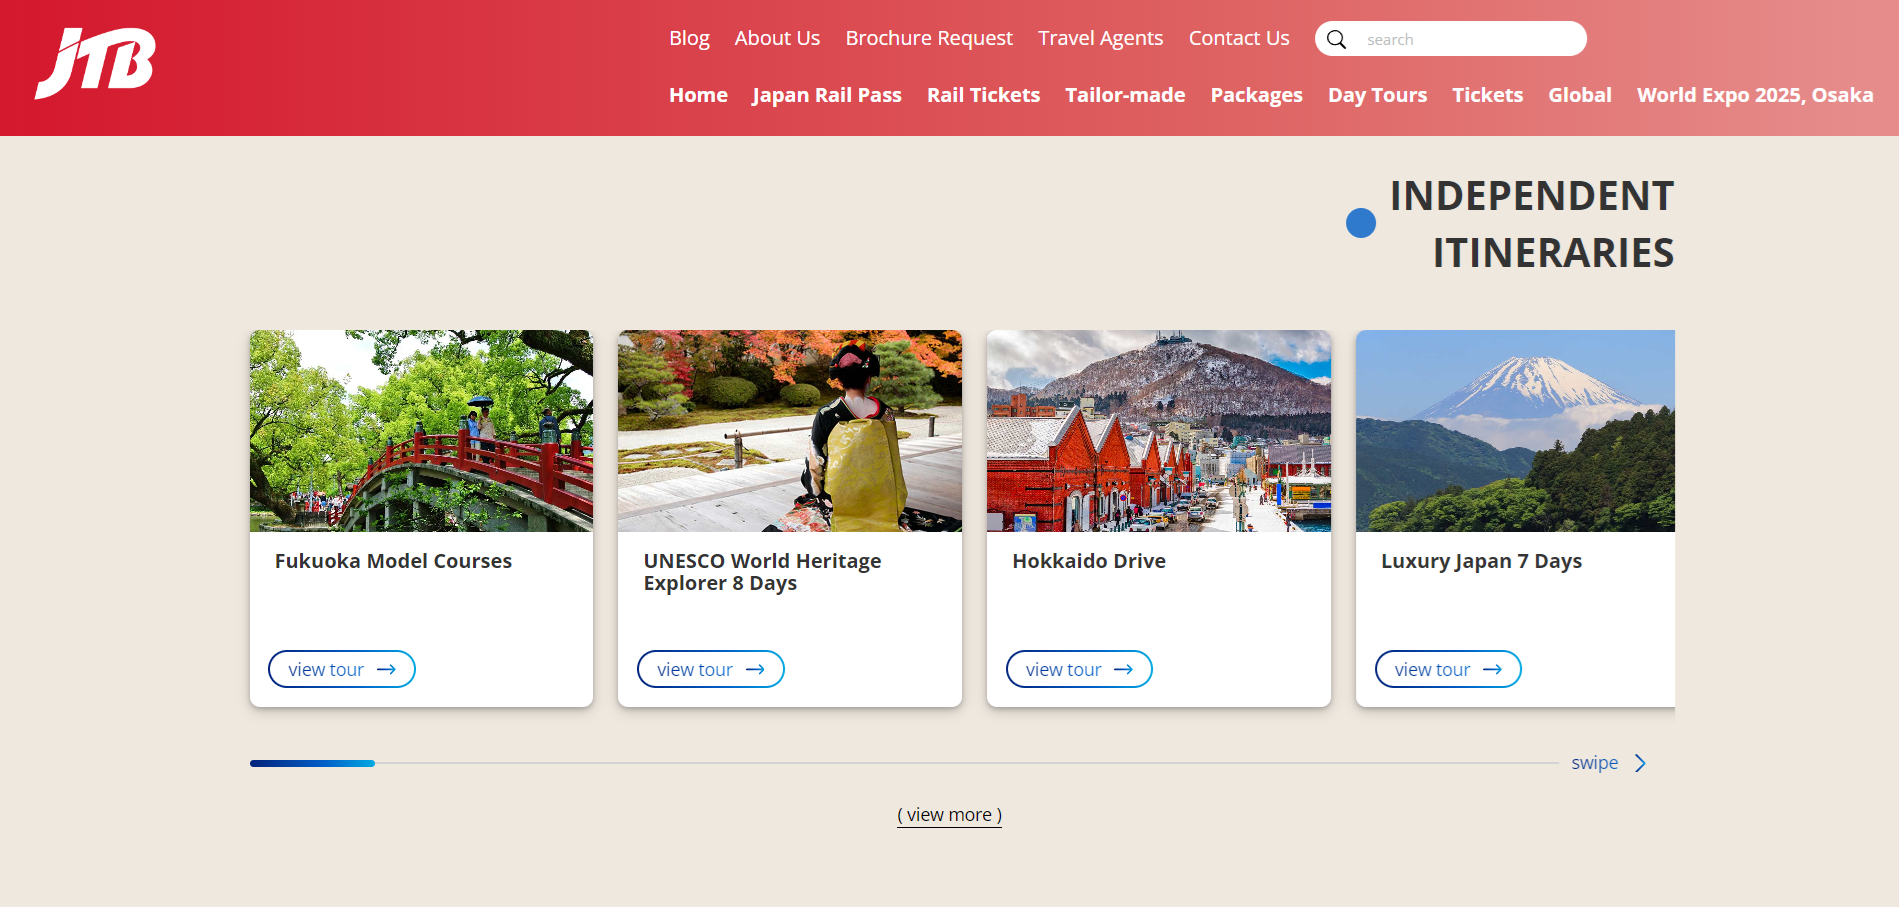 JTB
Blog About Us Brochure Request Travel Agents Contact Us search
Home Japan Rail Pass Rail Tickets Tailor-made Packages Day Tours Tickets Global World Expo 2025, Osaka
INDEPENDENT
ITINERARIES
Fukuoka Model Courses
view tour
UNESCO World Heritage
Explorer 8 Days
view tour
Hokkaido Drive
view tour
Luxury Japan 7 Days
view tour
swipe
( view more )